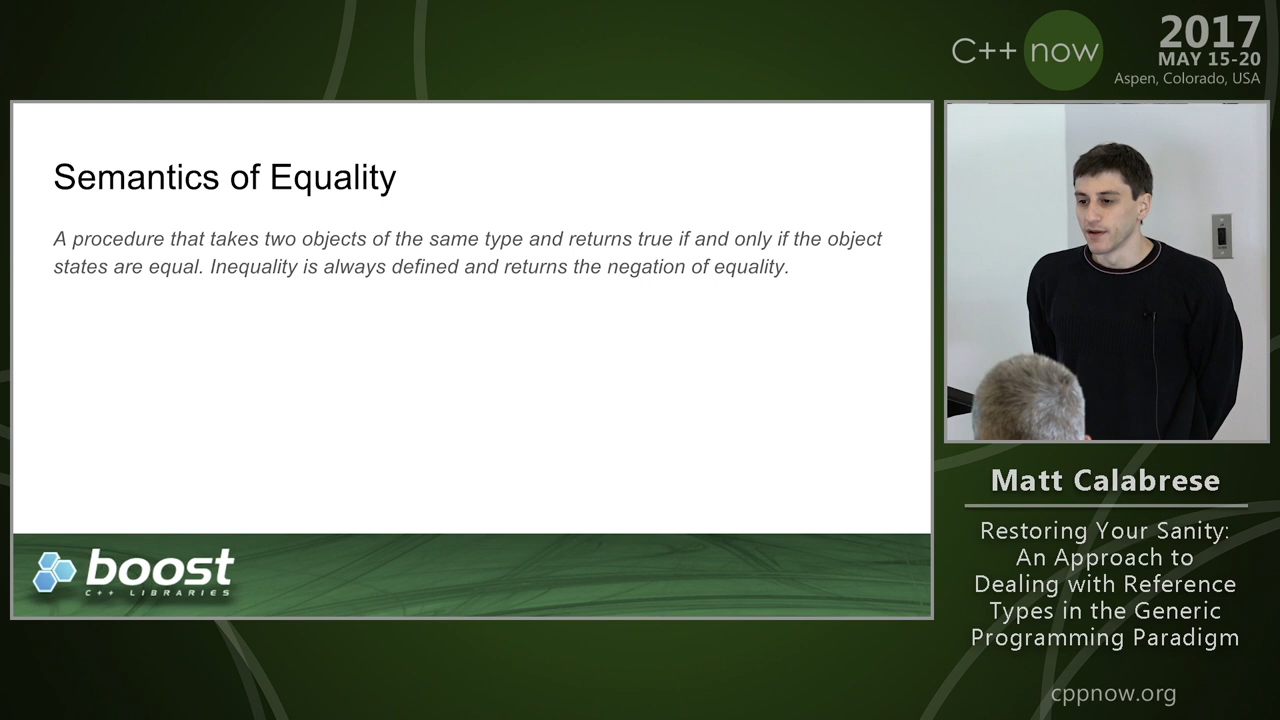 C++ now
2017
MAY 15-20
Aspen, Colorado, USA
Semantics of Equality
A procedure that takes two objects of the same type and returns true if and only if the object
states are equal. Inequality is always defined and returns the negation of equality.
boost
C++ LIBRARIES
Matt Calabrese
Restoring Your Sanity:
An Approach to
Dealing with Reference
Types in the Generic
Programming Paradigm
cppnow.org